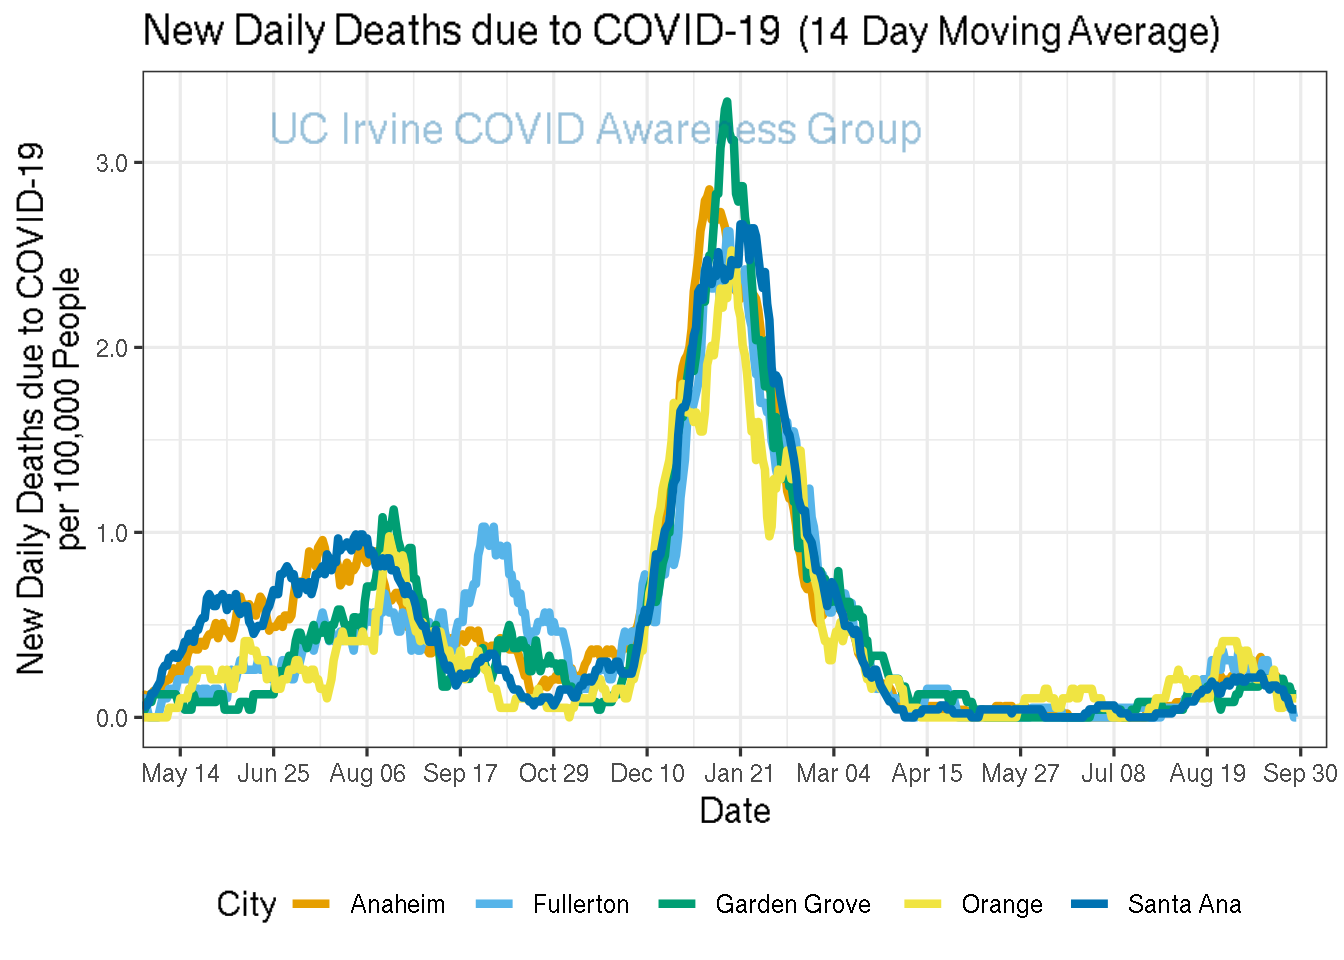 New Daily Deaths due to COVID-19 (14 Day Moving Average)
UC Irvine COVID Awareness Group
New Daily Deaths due to COVID-19
per 100,000 People
3.0
2.0
1.0
0.0
May 14 Jun 25 Aug 06 Sep 17 Oct 29 Dec 10 Jan 21 Mar 04 Apr 15 May 27 Jul 08 Aug 19 Sep 30
Date
City Anaheim Fullerton Garden Grove Orange Santa Ana